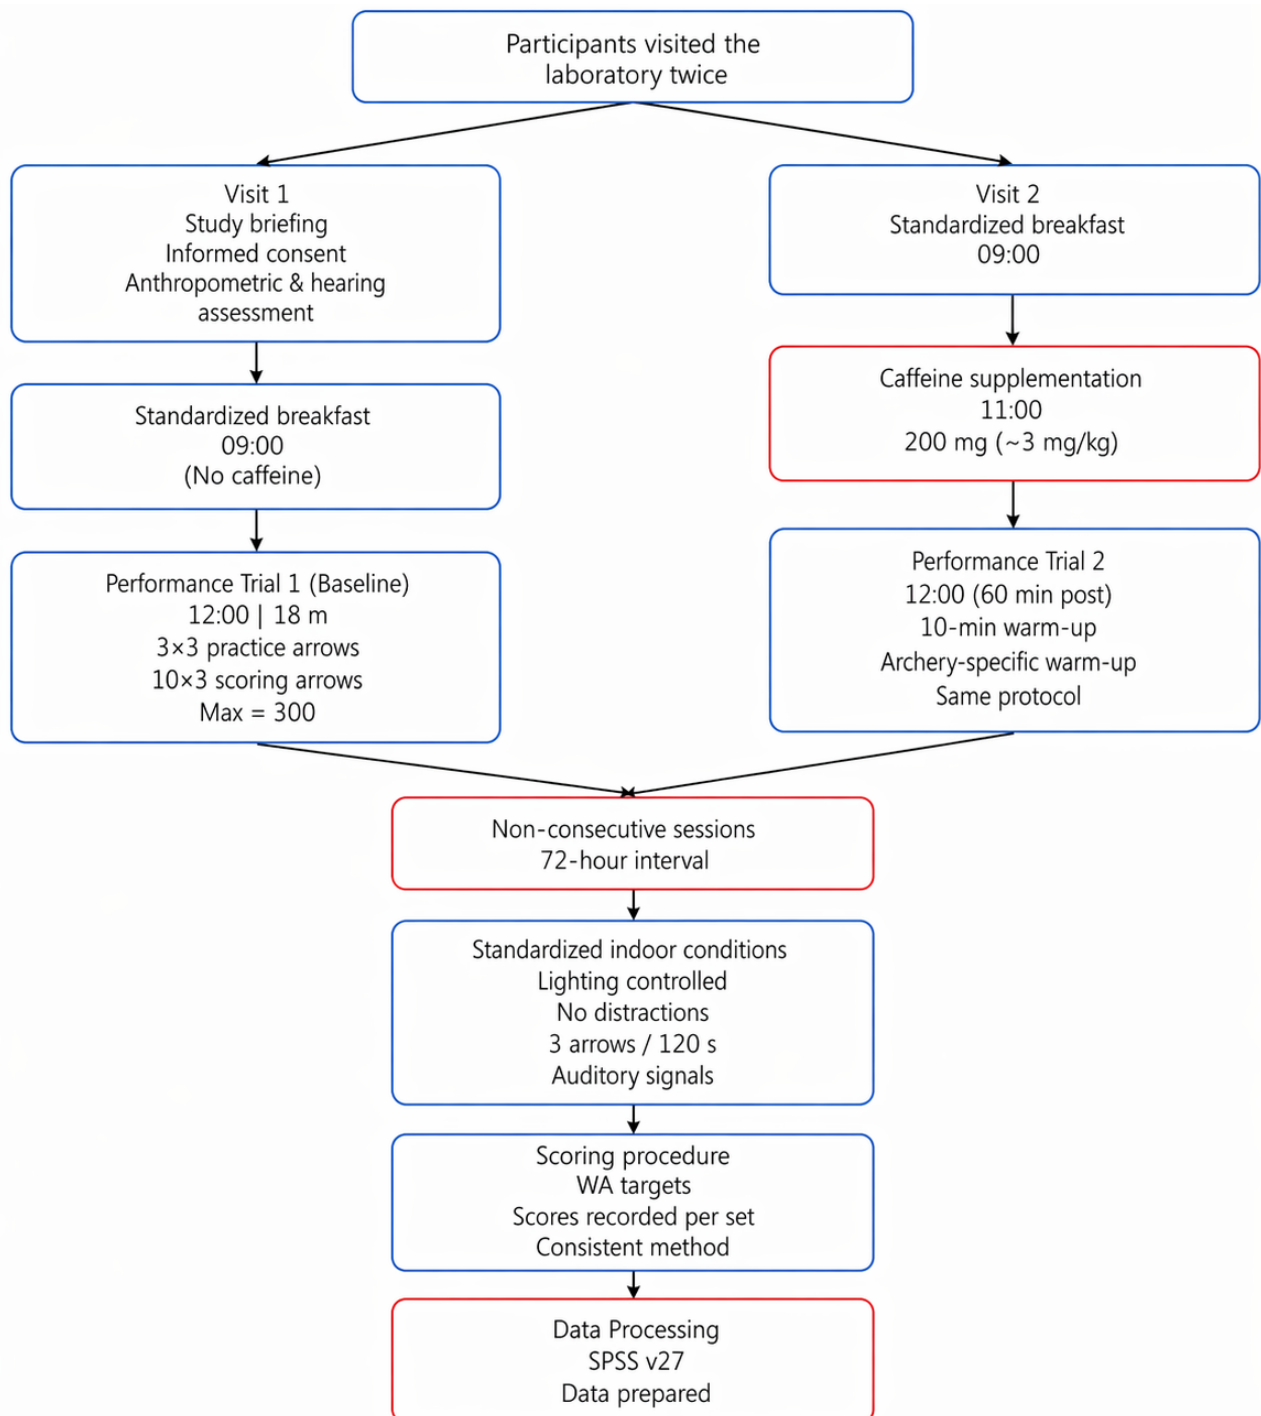 Participants visited the
laboratory twice
Visit 1
Study briefing
Informed consent
Anthropometric & hearing
assessment
Visit 2
Standardized breakfast
09:00
Standardized breakfast
09:00
(No caffeine)
Caffeine supplementation
11:00
200 mg (~3 mg/kg)
Performance Trial 1 (Baseline)
12:00 | 18 m
3×3 practice arrows
10×3 scoring arrows
Max = 300
Performance Trial 2
12:00 (60 min post)
10-min warm-up
Archery-specific warm-up
Same protocol
Non-consecutive sessions
72-hour interval
Standardized indoor conditions
Lighting controlled
No distractions
3 arrows / 120 s
Auditory signals
Scoring procedure
WA targets
Scores recorded per set
Consistent method
Data Processing
SPSS v27
Data prepared